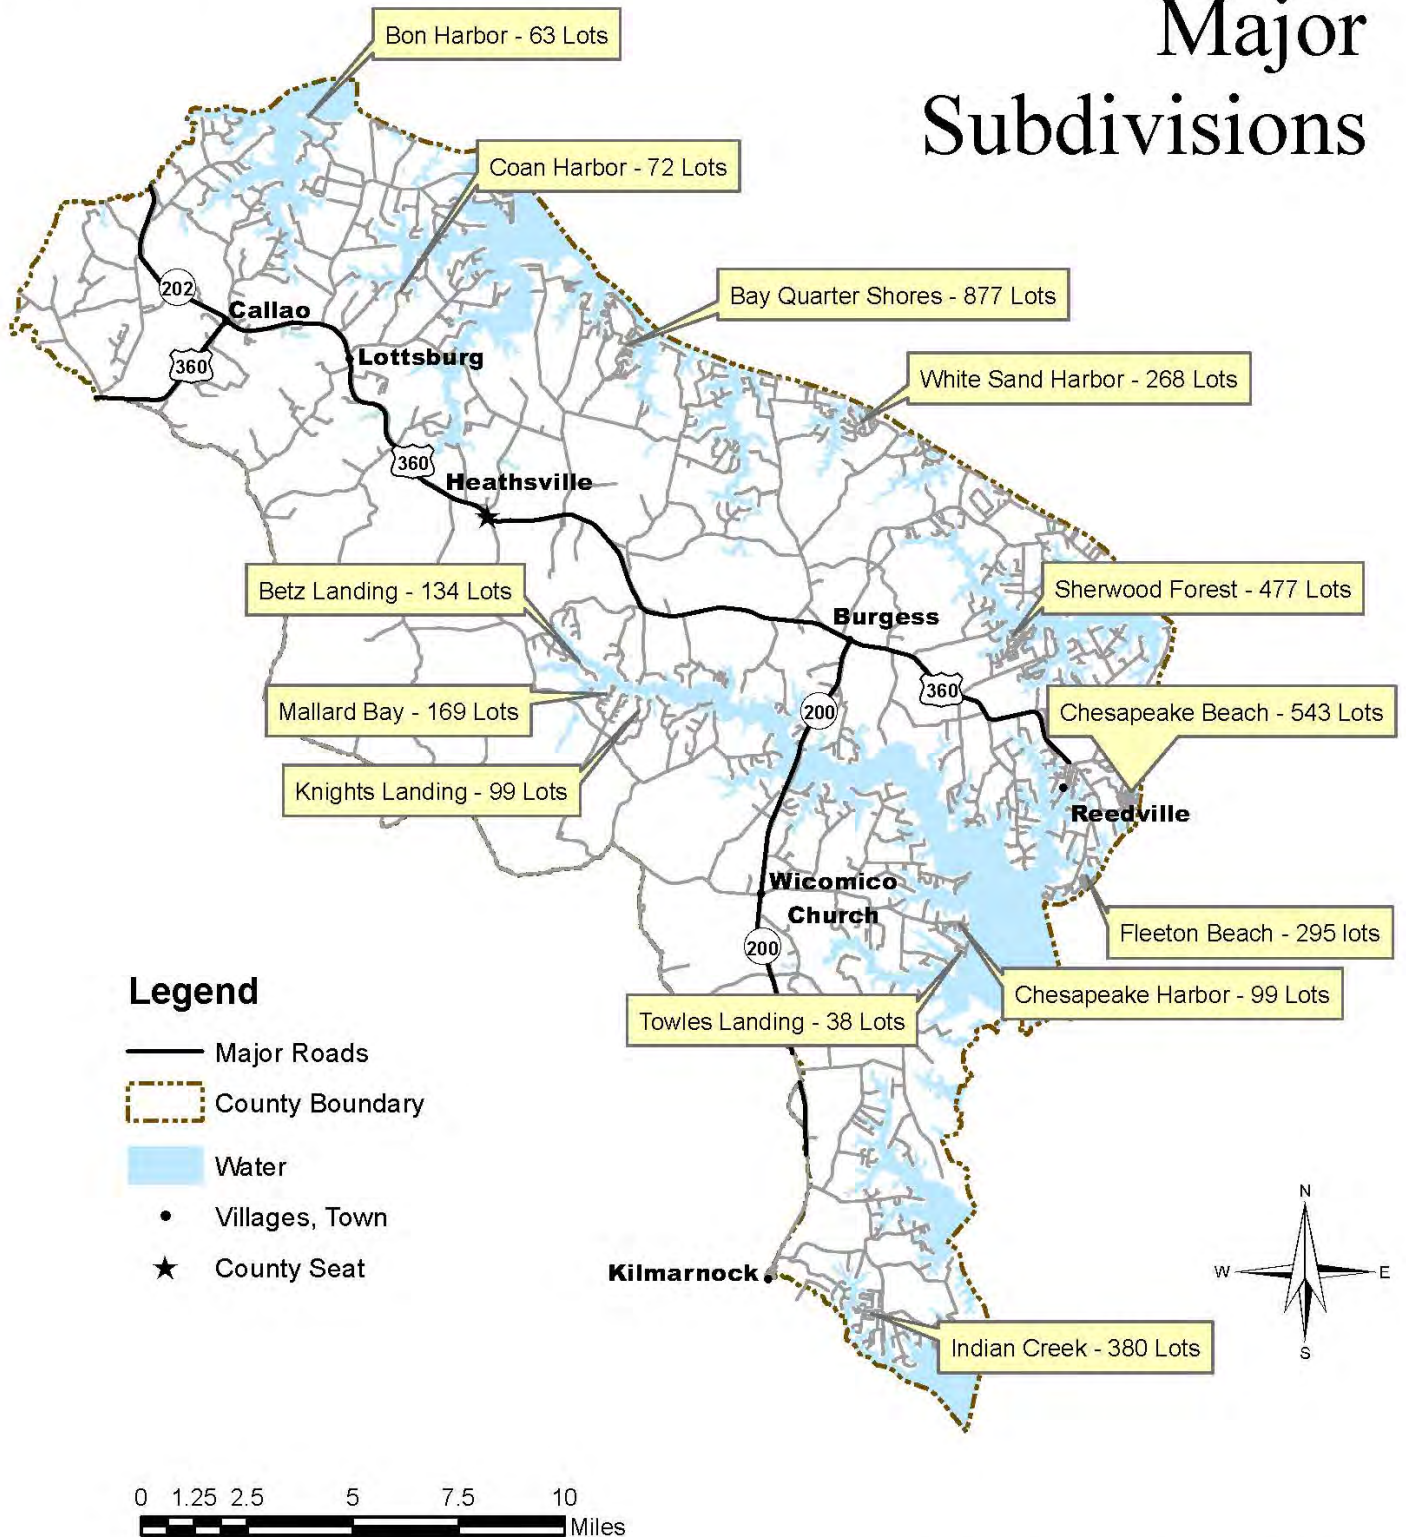 Major
Subdivisions
Bon Harbor - 63 Lots
Coan Harbor - 72 Lots
Bay Quarter Shores - 877 Lots
202
Callao
360
Lottsburg
White Sand Harbor - 268 Lots
360
Heathsville
Betz Landing - 134 Lots
Sherwood Forest - 477 Lots
Burgess
360
Mallard Bay - 169 Lots
200
Chesapeake Beach - 543 Lots
Knights Landing - 99 Lots
Reedville
Wicomico
Church
Fleeton Beach - 295 lots
200
Chesapeake Harbor - 99 Lots
Towles Landing - 38 Lots
Legend
Major Roads
County Boundary
Water
Villages, Town
County Seat
Kilmarnock
N
W
E
S
Indian Creek - 380 Lots
0 1.25 2.5 5 7.5 10
Miles